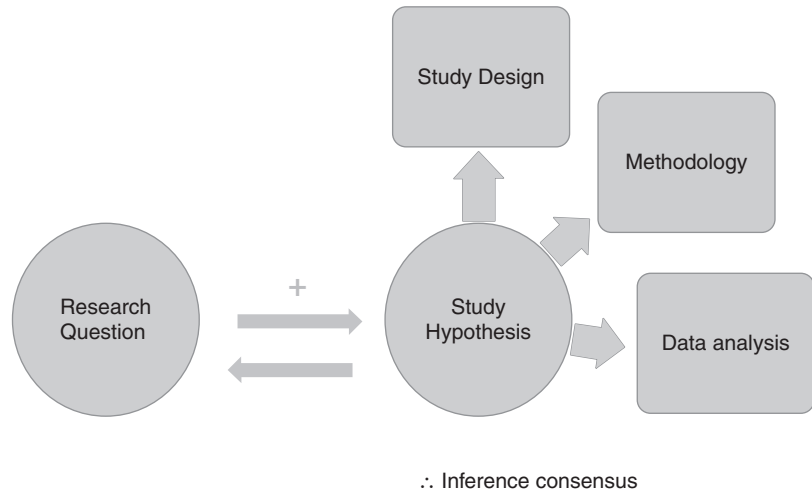 Study Design
Methodology
+
Research
Question
Study
Hypothesis
Data analysis
∴ Inference consensus